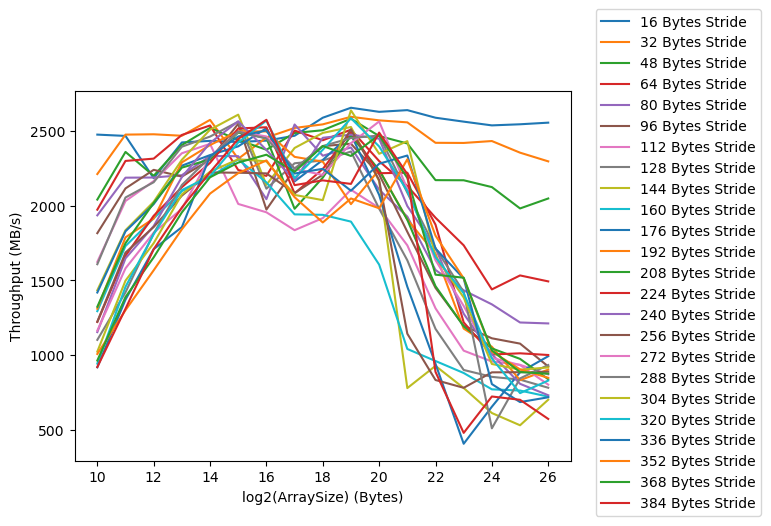 16 Bytes Stride
32 Bytes Stride
48 Bytes Stride
64 Bytes Stride
80 Bytes Stride
96 Bytes Stride
112 Bytes Stride
128 Bytes Stride
144 Bytes Stride
160 Bytes Stride
176 Bytes Stride
192 Bytes Stride
208 Bytes Stride
224 Bytes Stride
240 Bytes Stride
256 Bytes Stride
272 Bytes Stride
288 Bytes Stride
304 Bytes Stride
320 Bytes Stride
336 Bytes Stride
352 Bytes Stride
368 Bytes Stride
384 Bytes Stride
Throughput (MB/s)
2500
2000
1500
1000
500
10 12 14 16 18 20 22 24 26
log2(ArraySize) (Bytes)